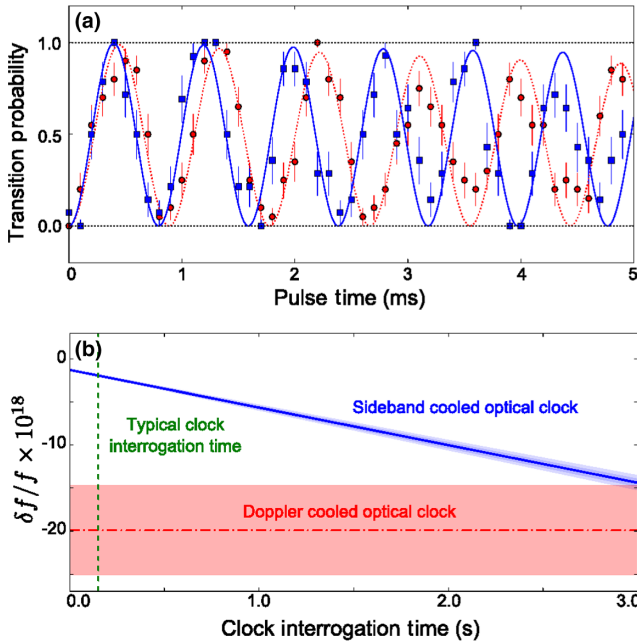 (a)
1.0
0.5
0.0
Transition probability
0 1 2 3 4 5
Pulse time (ms)
(b)
0
-10
-20
δf/f × 10^18
Sideband cooled optical clock
Typical clock
interrogation time
Doppler cooled optical clock
0.0 1.0 2.0 3.0
Clock interrogation time (s)